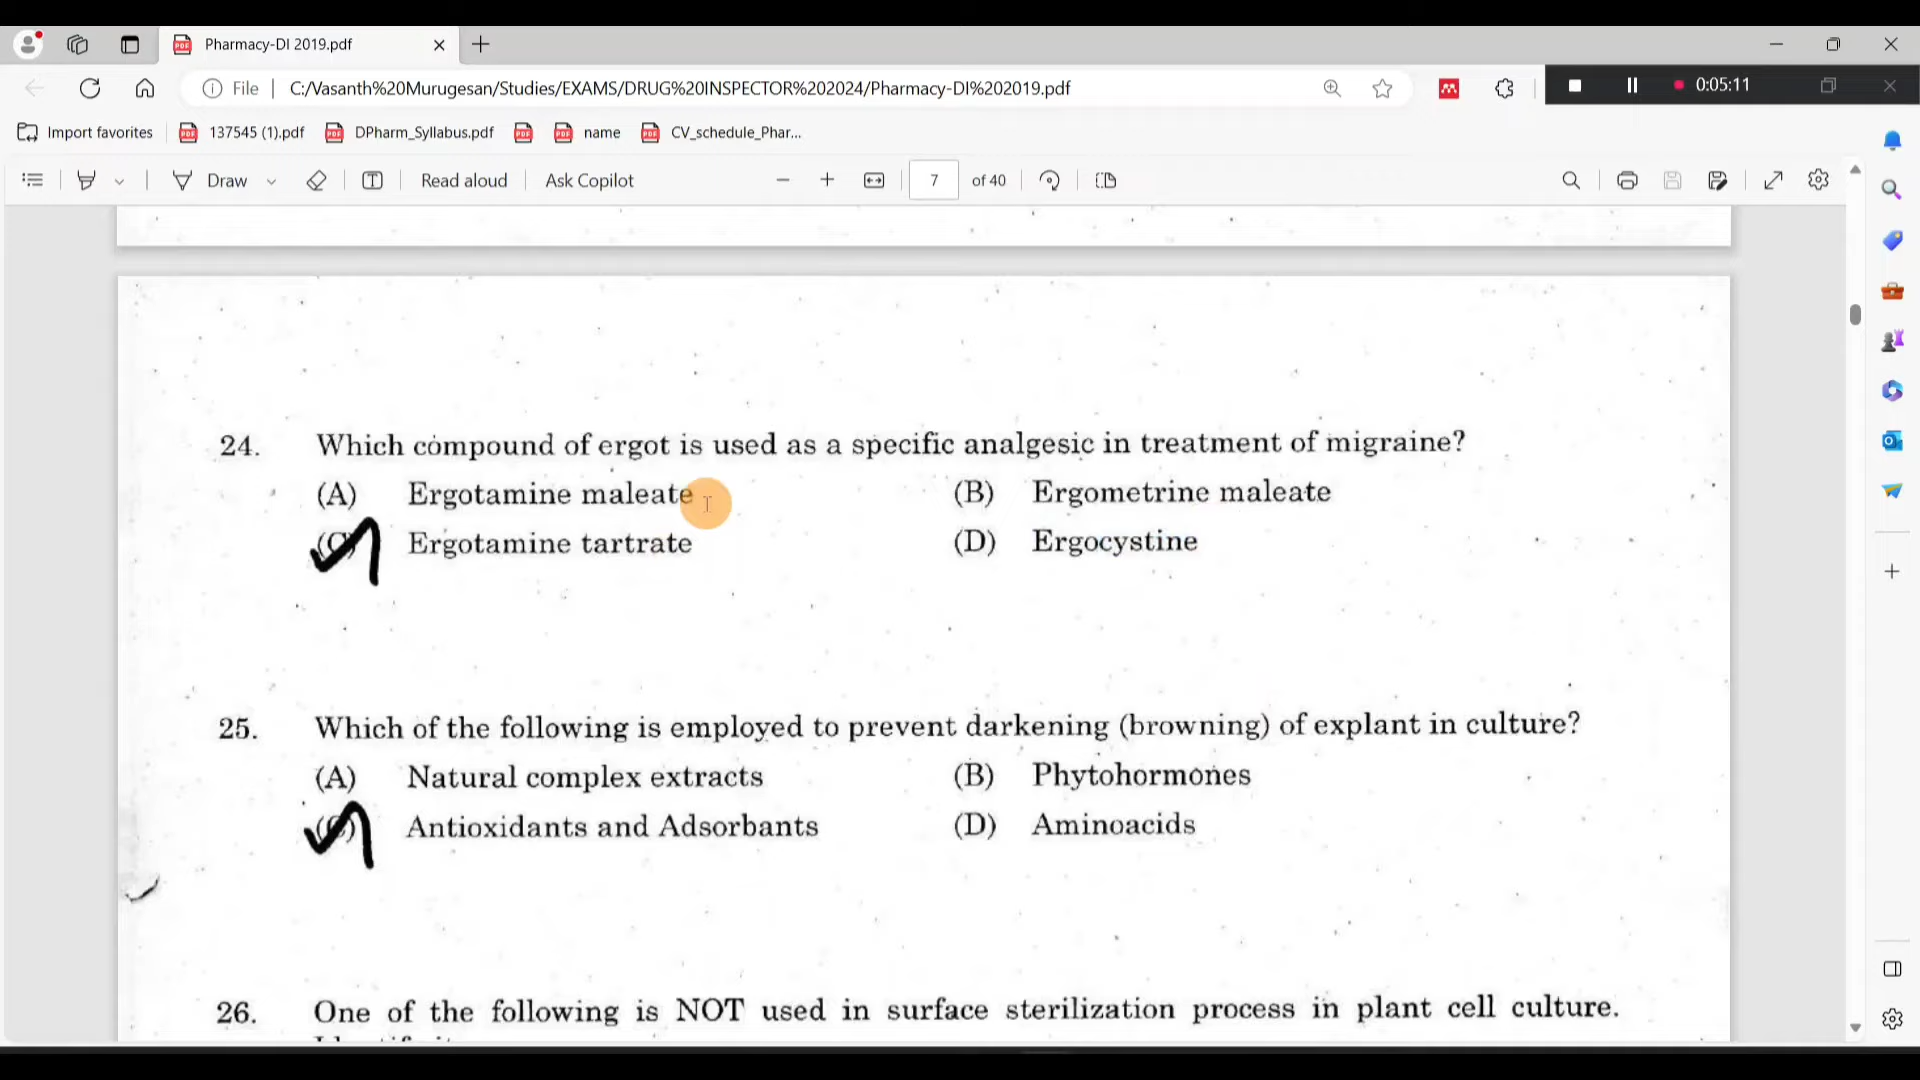 Pharmacy-DI 2019.pdf
File
C:/Vasanth%20Murugesan/Studies/EXAMS/DRUG%20INSPECTOR%202024/Pharmacy-DI%202019.pdf
0:05:11
Import favorites
137545 (1).pdf
DPharm_Syllabus.pdf
name
CV_schedule_Phar...
Draw
Read aloud
Ask Copilot
7
of 40
24. Which compound of ergot is used as a specific analgesic in treatment of migraine?
(A) Ergotamine maleate (B) Ergometrine maleate
(C) Ergotamine tartrate (D) Ergocystine
25. Which of the following is employed to prevent darkening (browning) of explant in culture?
(A) Natural complex extracts (B) Phytohormones
(C) Antioxidants and Adsorbants (D) Aminoacids
26. One of the following is NOT used in surface sterilization process in plant cell culture.